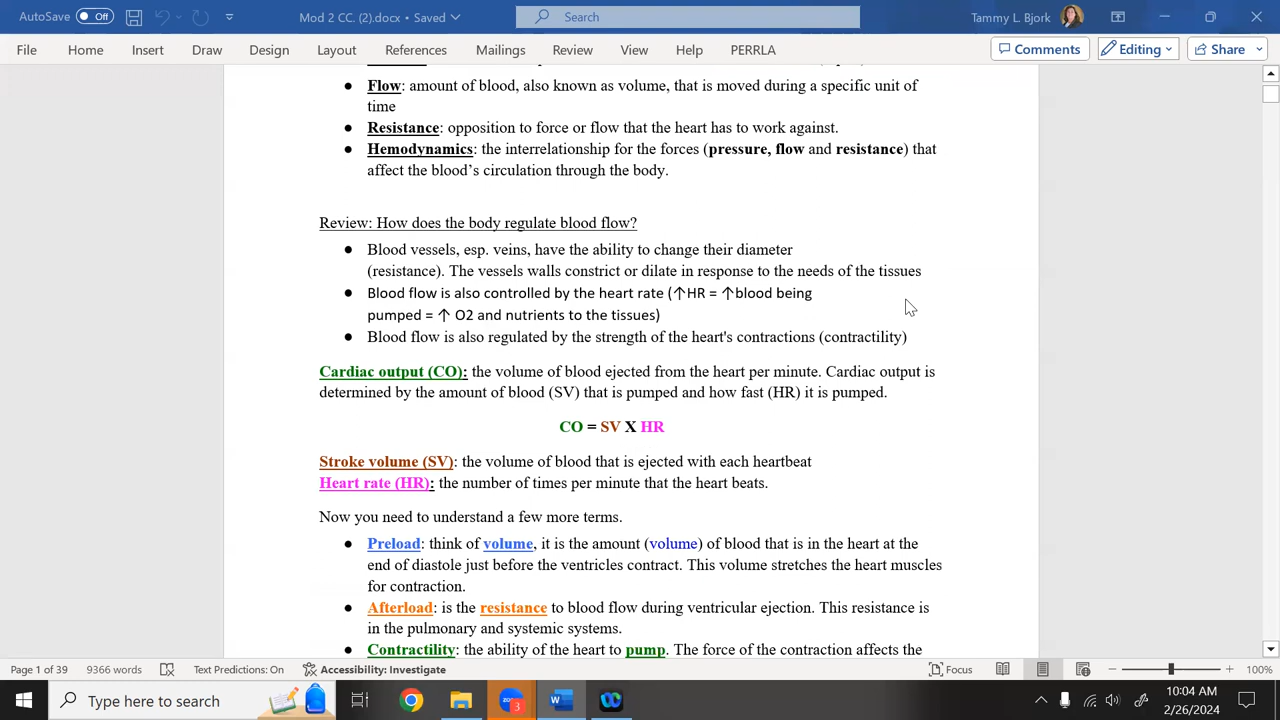 AutoSave Off Mod 2 CC. (2).docx • Saved Search Tammy L. Bjork
File Home Insert Draw Design Layout References Mailings Review View Help PERRLA Comments Editing Share
● Flow: amount of blood, also known as volume, that is moved during a specific unit of
time
● Resistance: opposition to force or flow that the heart has to work against.
● Hemodynamics: the interrelationship for the forces (pressure, flow and resistance) that
affect the blood’s circulation through the body.
Review: How does the body regulate blood flow?
● Blood vessels, esp. veins, have the ability to change their diameter
(resistance). The vessels walls constrict or dilate in response to the needs of the tissues
● Blood flow is also controlled by the heart rate (↑HR = ↑blood being
pumped = ↑ O2 and nutrients to the tissues)
● Blood flow is also regulated by the strength of the heart's contractions (contractility)
Cardiac output (CO): the volume of blood ejected from the heart per minute. Cardiac output is
determined by the amount of blood (SV) that is pumped and how fast (HR) it is pumped.
CO = SV X HR
Stroke volume (SV): the volume of blood that is ejected with each heartbeat
Heart rate (HR): the number of times per minute that the heart beats.
Now you need to understand a few more terms.
● Preload: think of volume, it is the amount (volume) of blood that is in the heart at the
end of diastole just before the ventricles contract. This volume stretches the heart muscles
for contraction.
● Afterload: is the resistance to blood flow during ventricular ejection. This resistance is
in the pulmonary and systemic systems.
● Contractility: the ability of the heart to pump. The force of the contraction affects the
Page 1 of 39 9366 words Text Predictions: On Accessibility: Investigate Focus 100%
Type here to search 3 10:04 AM
2/26/2024